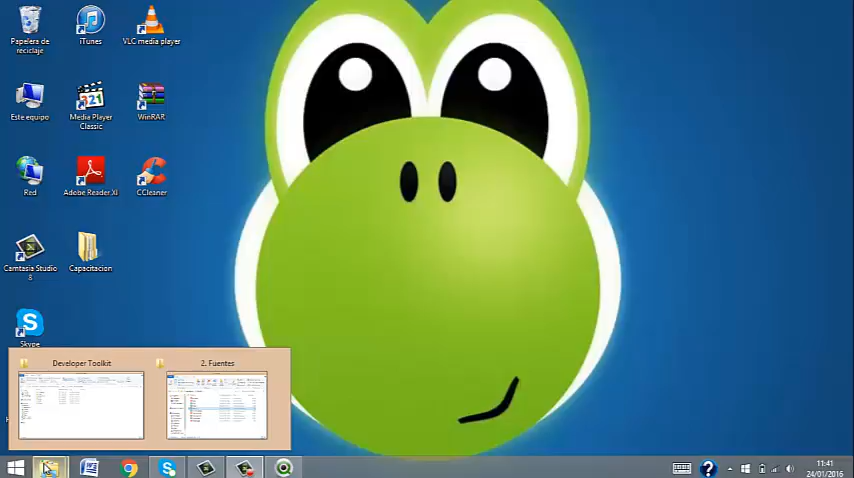 Papelera de
reciclaje
iTunes
VLC media player
Este equipo
Media Player
Classic
321
WinRAR
Red
Adobe Reader XI
CCleaner
Camtasia Studio
8
Capacitacion
Skype
Developer Toolkit
2. Fuentes
11:41
24/01/2016